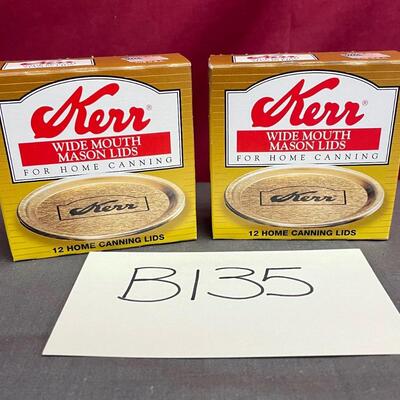 Kerr®
WIDE MOUTH
MASON LIDS
FOR HOME CANNING
Kerr
12 HOME CANNING LIDS
Kerr®
WIDE MOUTH
MASON LIDS
FOR HOME CANNING
Kerr
12 HOME CANNING LIDS
B135